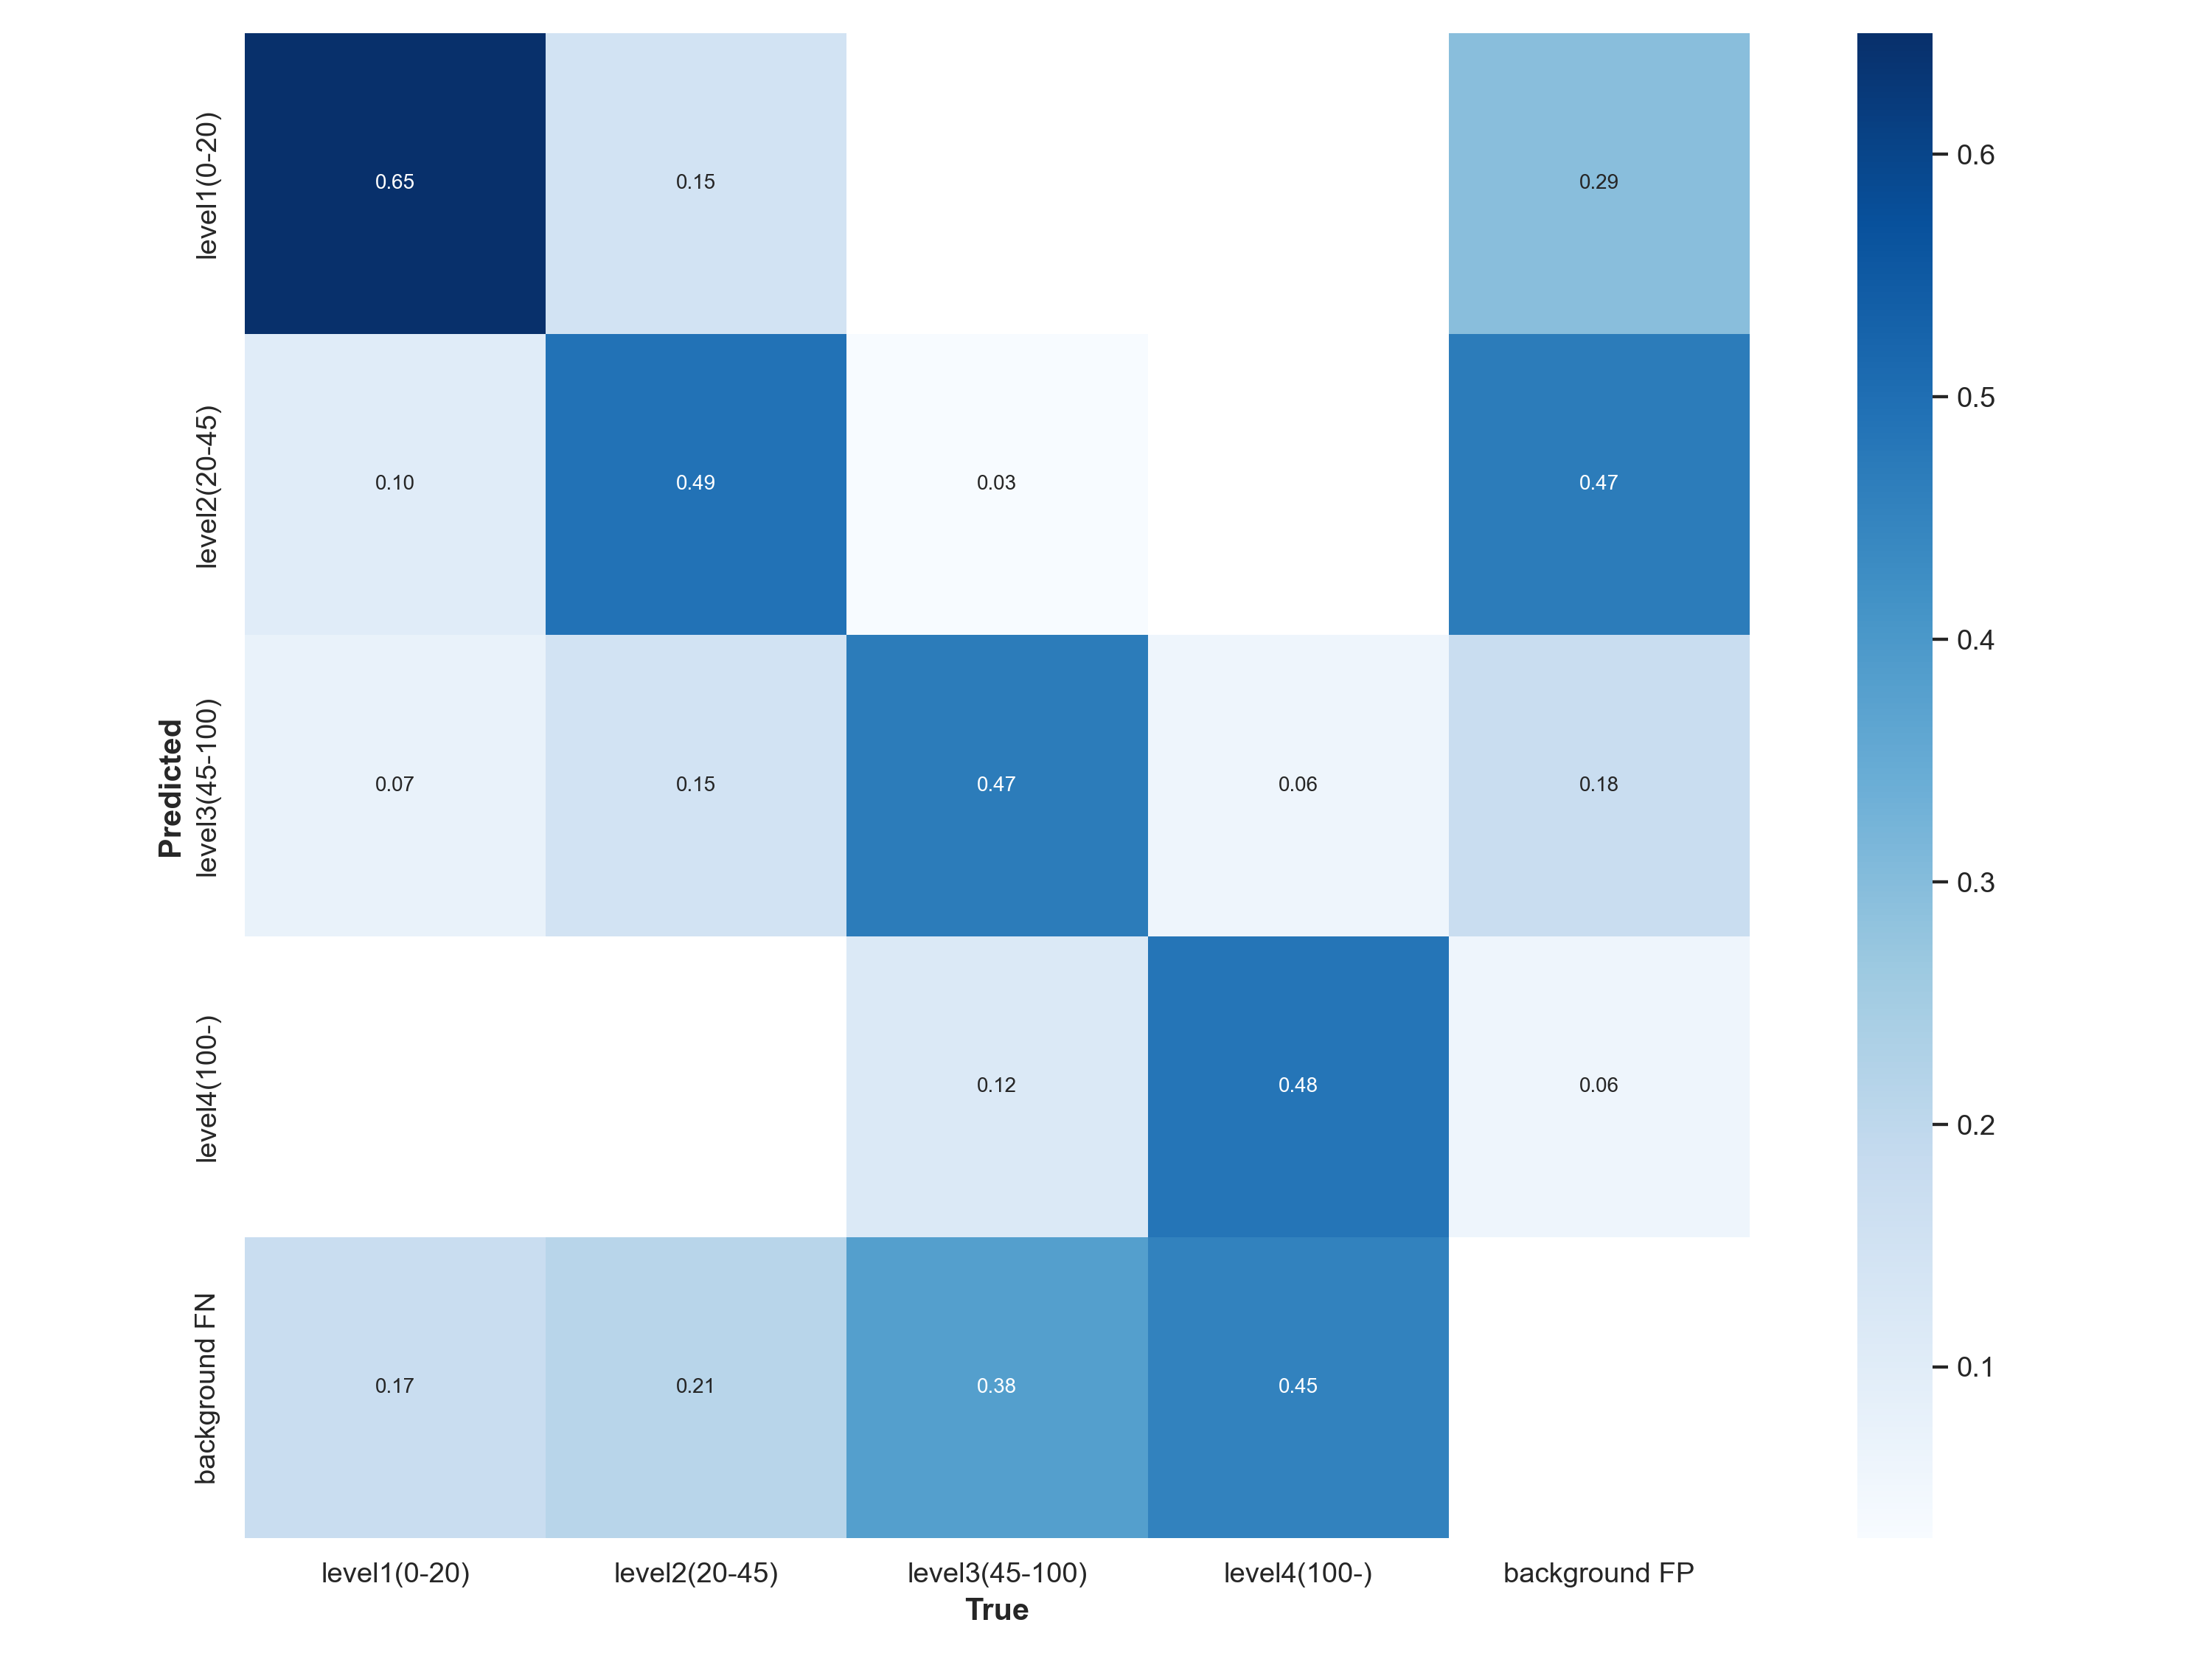 level1(0-20)
0.65
0.15
0.29
0.6
level2(20-45)
0.10
0.49
0.03
0.47
0.5
Predicted
level3(45-100)
0.07
0.15
0.47
0.06
0.18
0.4
0.3
level4(100-)
0.12
0.48
0.06
0.2
background FN
0.17
0.21
0.38
0.45
0.1
level1(0-20)
level2(20-45)
level3(45-100)
level4(100-)
background FP
True